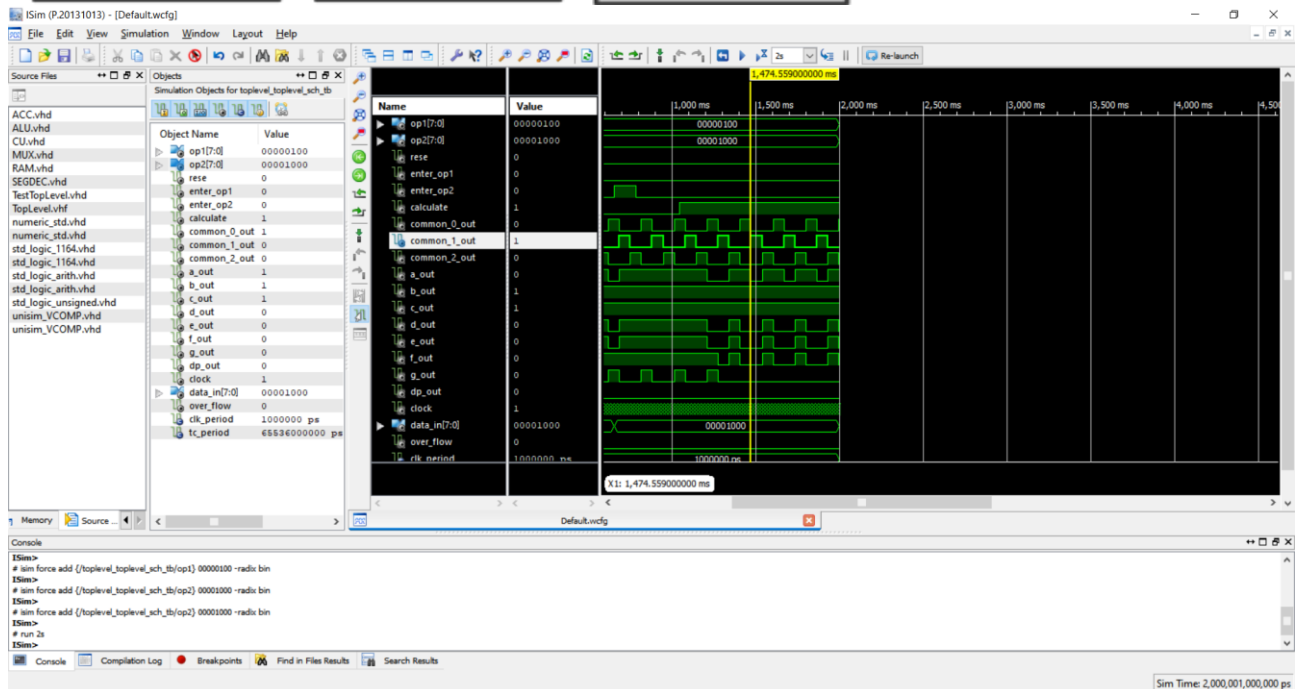 ISim (P.20131013) - [Default.wcfg]
File Edit View Simulation Window Layout Help
2s Re-launch
Source Files
ACC.vhd
ALU.vhd
CU.vhd
MUX.vhd
RAM.vhd
SEGDEC.vhd
TestTopLevel.vhd
TopLevel.vhf
numeric_std.vhd
numeric_std.vhd
std_logic_1164.vhd
std_logic_1164.vhd
std_logic_arith.vhd
std_logic_arith.vhd
std_logic_unsigned.vhd
unisim_VCOMP.vhd
unisim_VCOMP.vhd
Memory Source ...
Objects
Simulation Objects for toplevel_toplevel_sch_tb
Object Name Value
op1[7:0] 00000100
op2[7:0] 00001000
rese 0
enter_op1 0
enter_op2 0
calculate 1
common_0_out 1
common_1_out 0
common_2_out 0
a_out 1
b_out 1
c_out 1
d_out 0
e_out 0
f_out 0
g_out 0
dp_out 0
clock 1
data_in[7:0] 00001000
over_flow 0
clk_period 1000000 ps
tc_period 65536000000 ps
1,474.559000000 ms
Name Value 1,000 ms 1,500 ms 2,000 ms 2,500 ms 3,000 ms 3,500 ms 4,000 ms 4,50
op1[7:0] 00000100 00000100
op2[7:0] 00001000 00001000
rese 0
enter_op1 0
enter_op2 0
calculate 1
common_0_out 0
common_1_out 1
common_2_out 0
a_out 0
b_out 1
c_out 1
d_out 0
e_out 0
f_out 0
g_out 0
dp_out 0
clock 1
data_in[7:0] 00001000 00001000
over_flow 0
clk_period 1000000 ps 1000000 ps
X1: 1,474.559000000 ms
Default.wcfg
Console
ISim>
# isim force add {/toplevel_toplevel_sch_tb/op1} 00000100 -radix bin
ISim>
# isim force add {/toplevel_toplevel_sch_tb/op2} 00001000 -radix bin
ISim>
# isim force add {/toplevel_toplevel_sch_tb/op2} 00001000 -radix bin
ISim>
# run 2s
ISim>
Console Compilation Log Breakpoints Find in Files Results Search Results
Sim Time: 2,000,001,000,000 ps